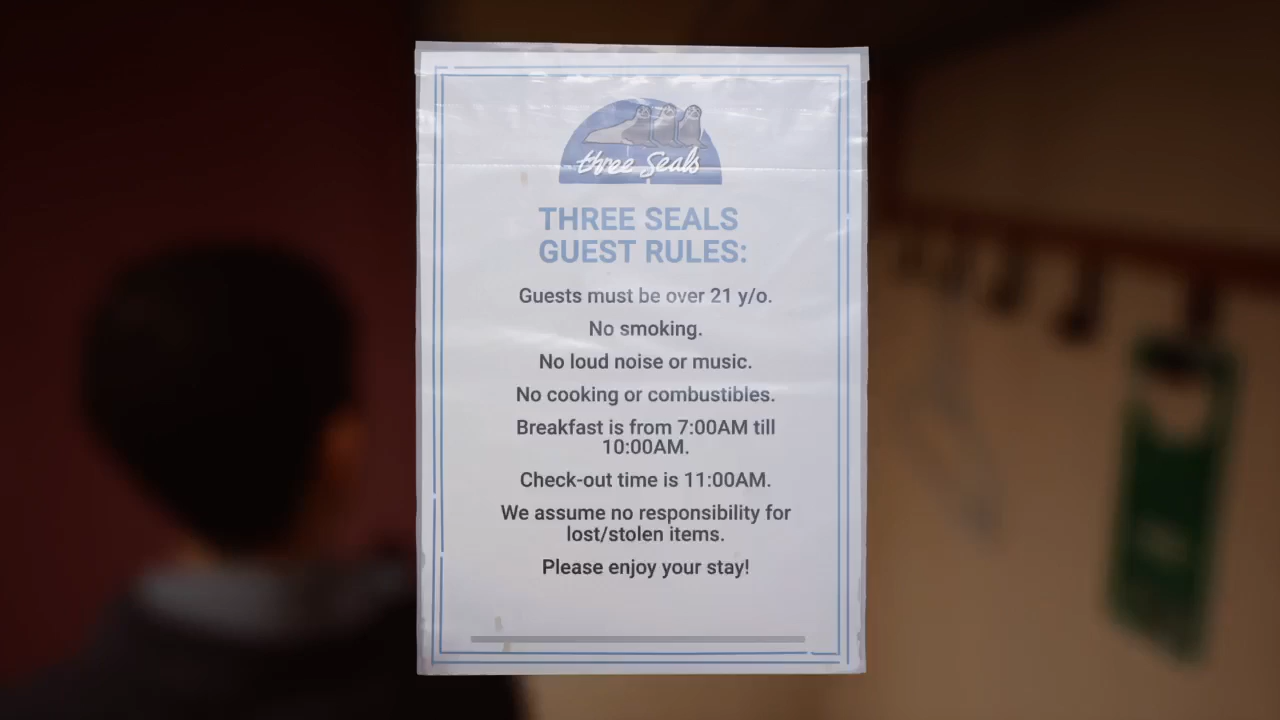 three Seals
THREE SEALS
GUEST RULES:
Guests must be over 21 y/o.
No smoking.
No loud noise or music.
No cooking or combustibles.
Breakfast is from 7:00AM till
10:00AM.
Check-out time is 11:00AM.
We assume no responsibility for
lost/stolen items.
Please enjoy your stay!